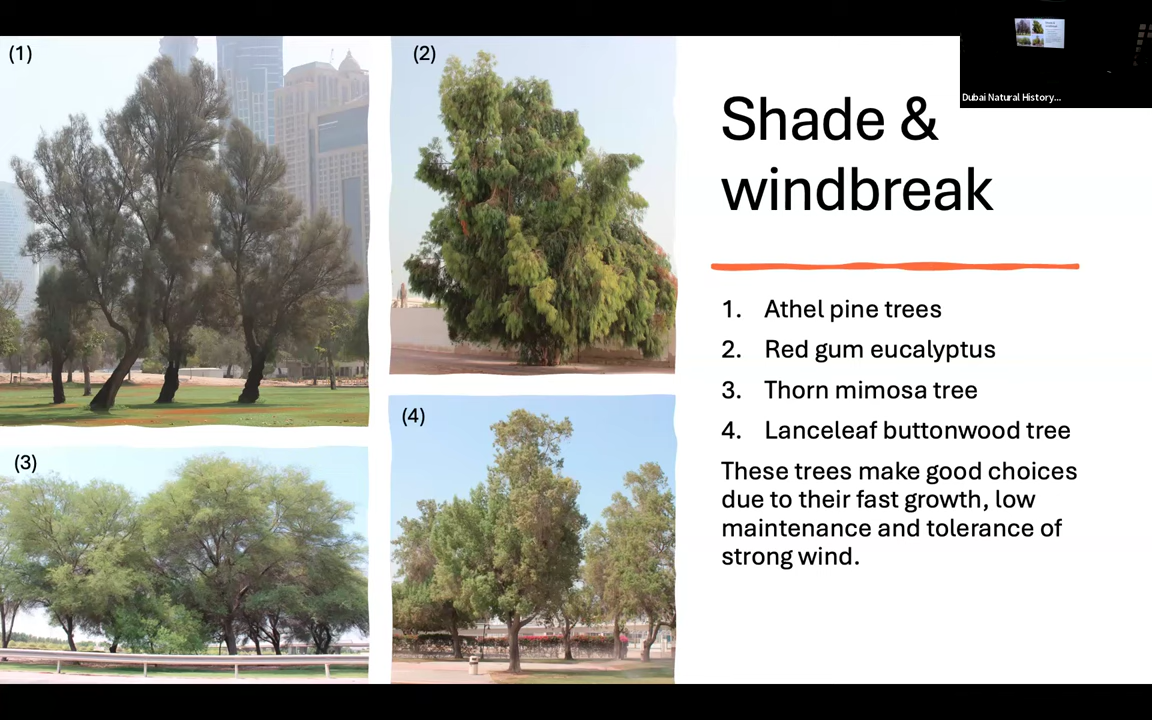 (1)
(2)
Dubai Natural History...
Shade &
windbreak
1. Athel pine trees
2. Red gum eucalyptus
3. Thorn mimosa tree
4. Lanceleaf buttonwood tree
These trees make good choices
due to their fast growth, low
maintenance and tolerance of
strong wind.
(3)
(4)